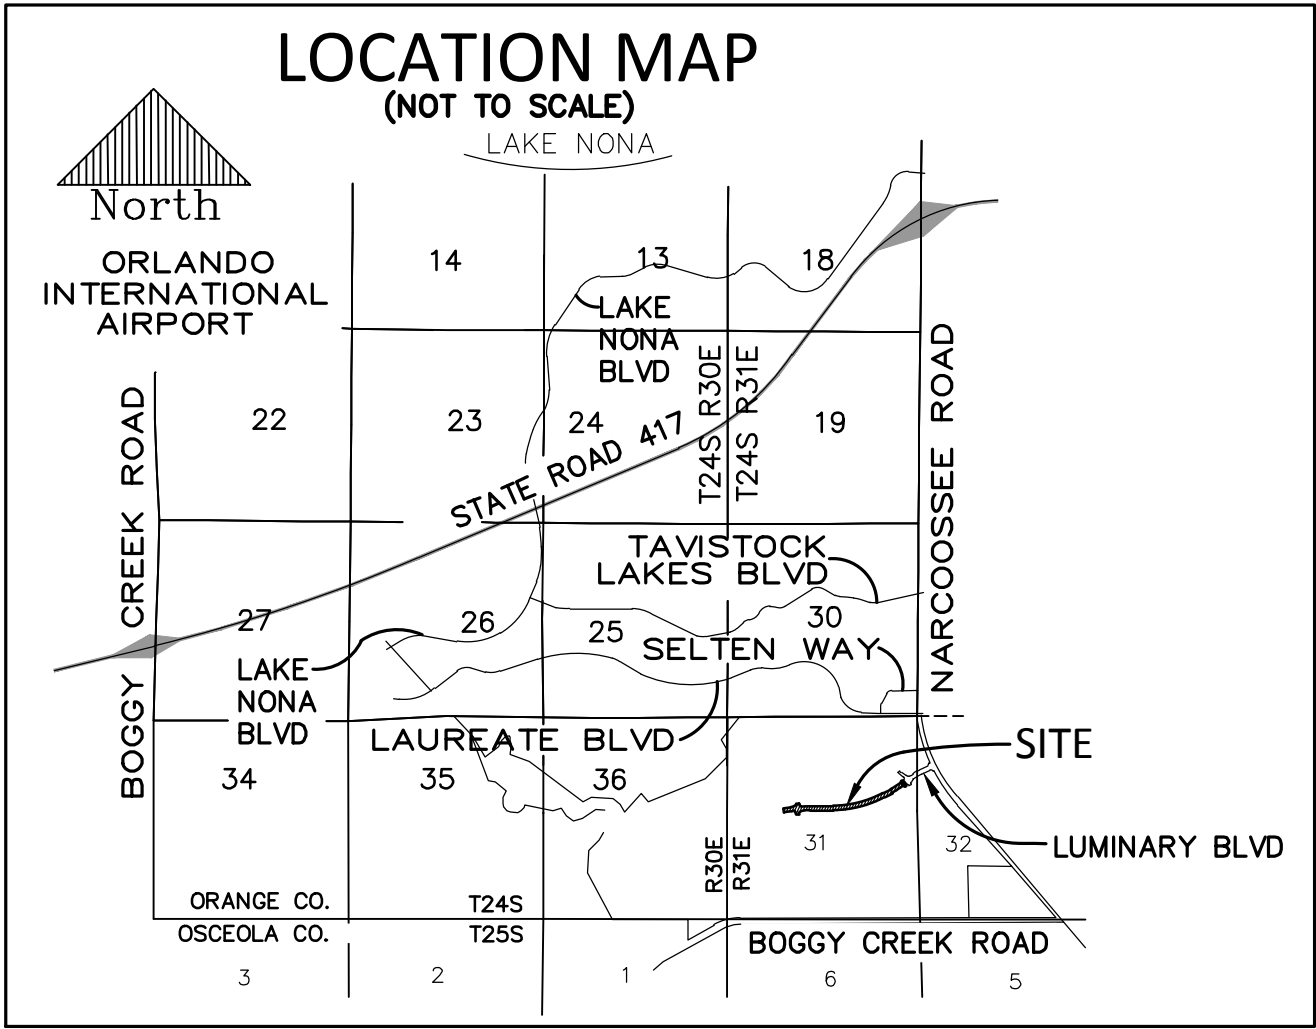 LOCATION MAP
(NOT TO SCALE)
LAKE NONA
North
ORLANDO
INTERNATIONAL
AIRPORT
14
13
18
LAKE
NONA
BLVD
BOGGY CREEK ROAD
22
23
24
STATE ROAD 417
T24S R30E
T24S R31E
19
NARCOOSSEE ROAD
TAVISTOCK
LAKES BLVD
27
26
25
30
SELTEN WAY
LAKE
NONA
BLVD
LAUREATE BLVD
SITE
34
35
36
31
32
LUMINARY BLVD
R30E
R31E
ORANGE CO.
T24S
OSCEOLA CO.
T25S
BOGGY CREEK ROAD
3
2
1
6
5